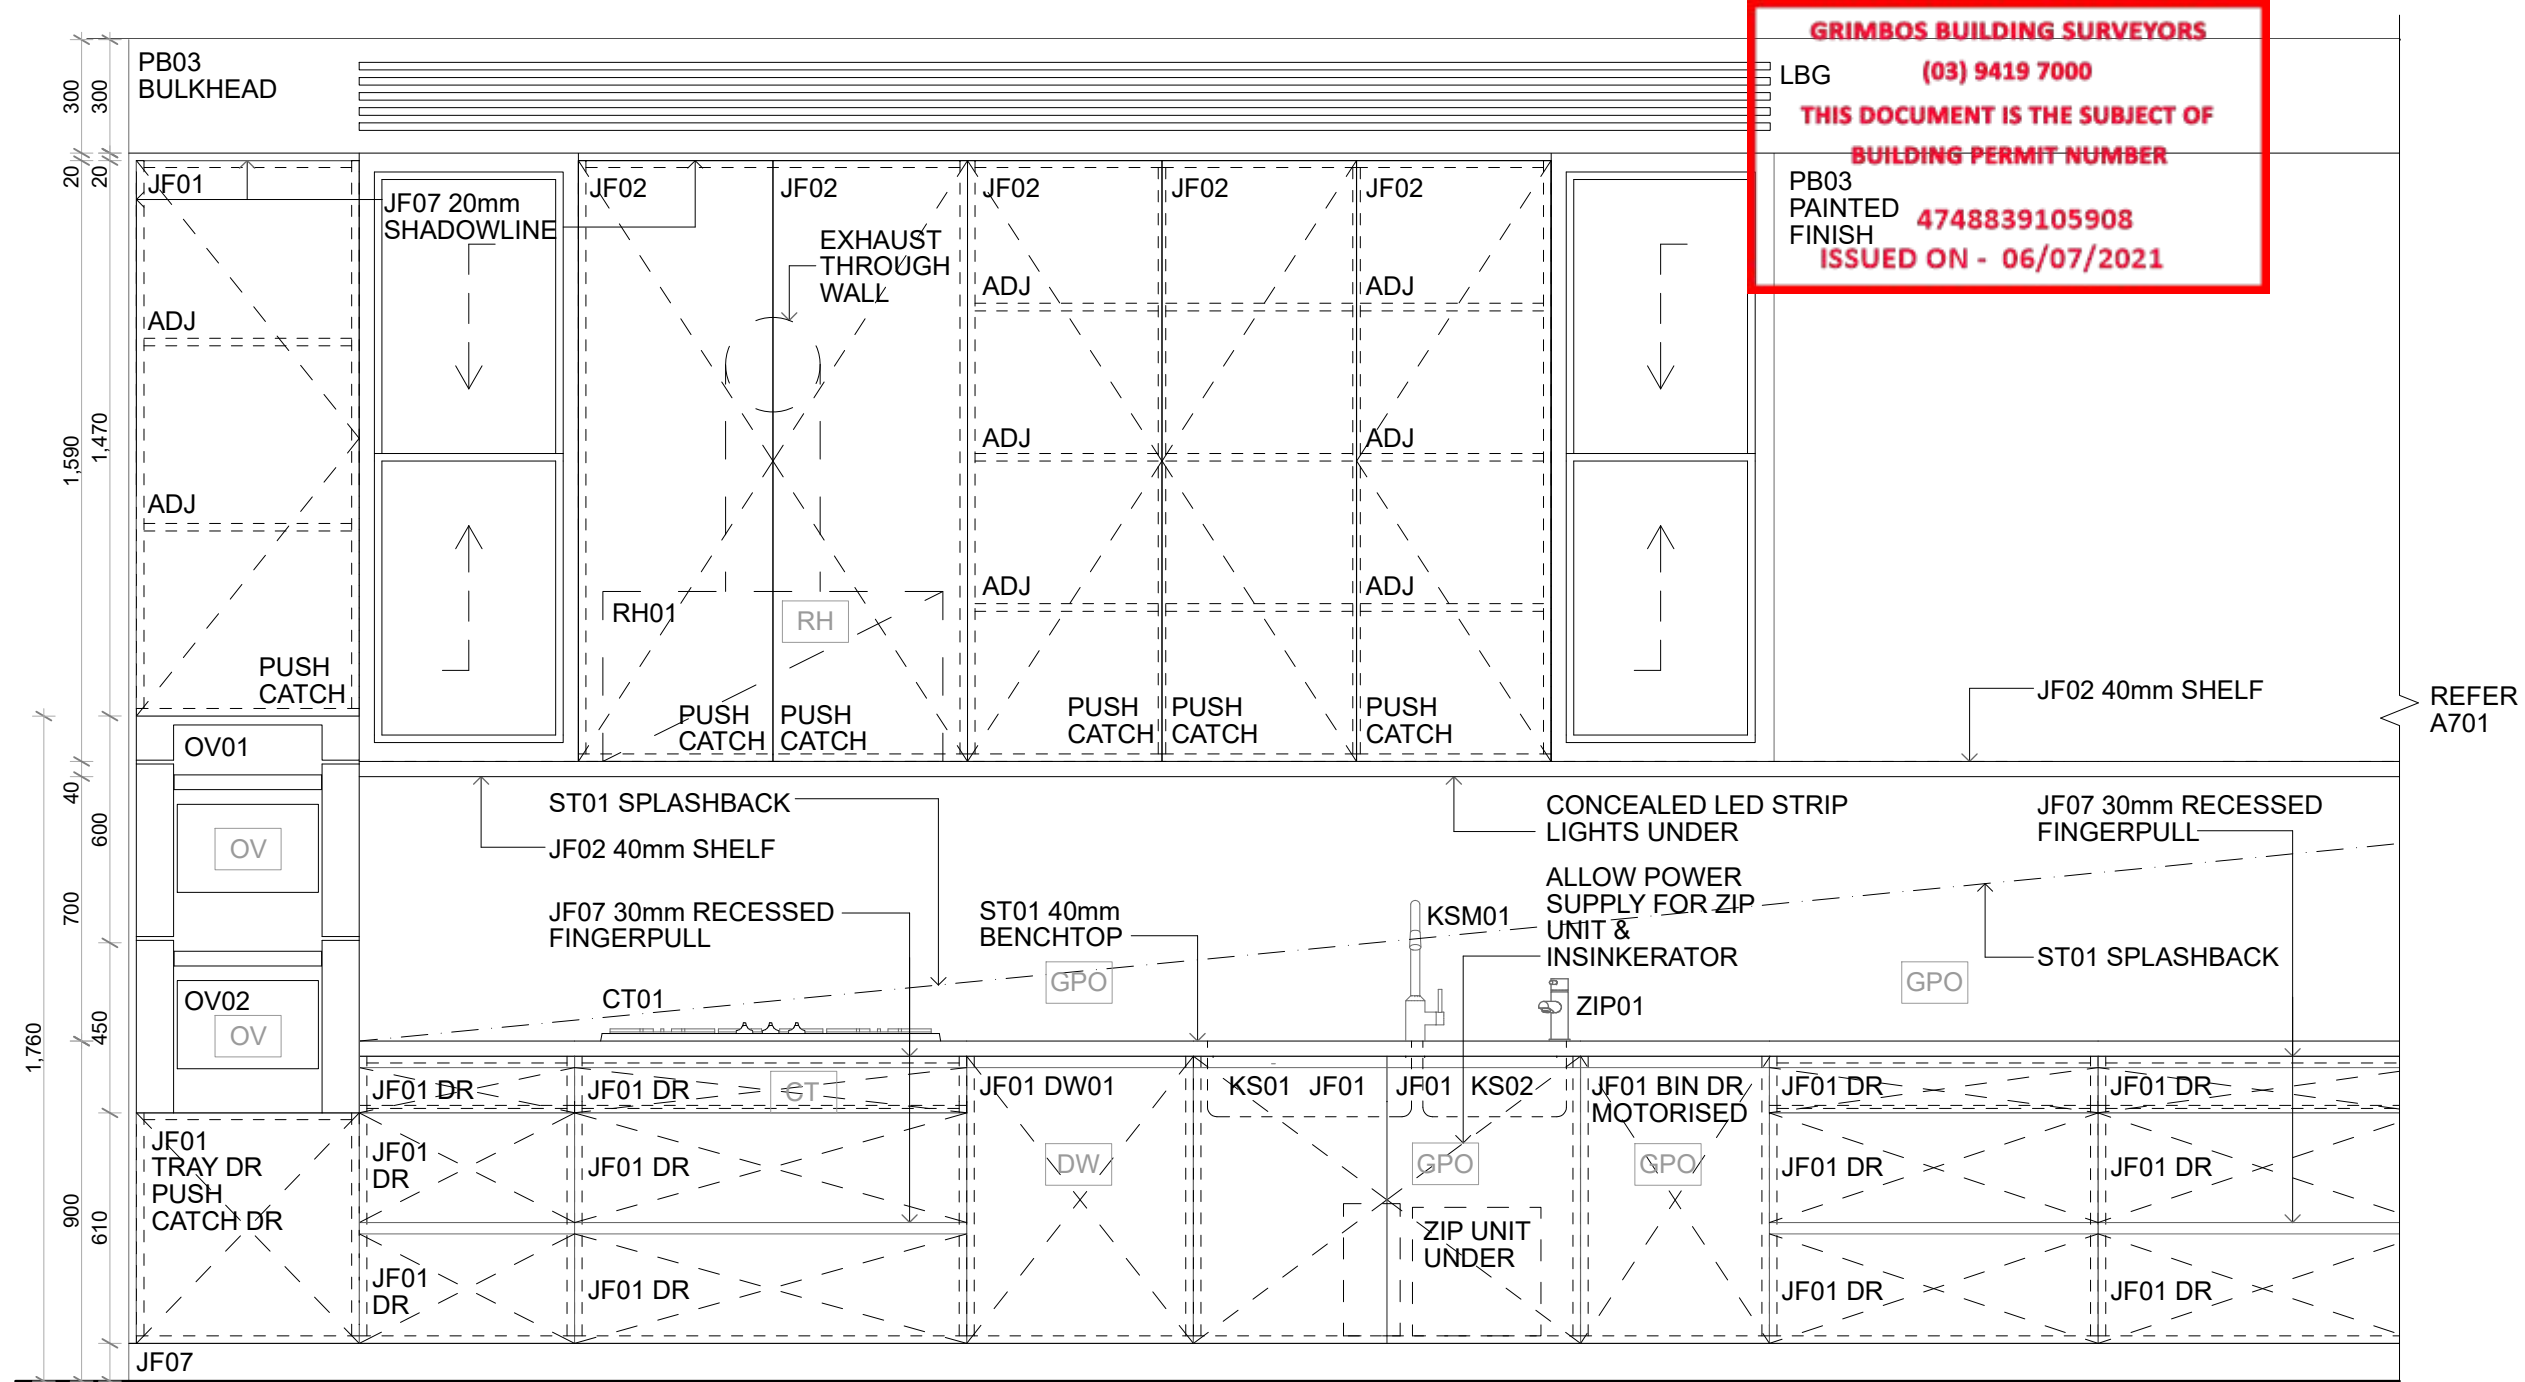 GRIMBOS BUILDING SURVEYORS
(03) 9419 7000
THIS DOCUMENT IS THE SUBJECT OF
BUILDING PERMIT NUMBER
4748839105908
ISSUED ON - 06/07/2021
PB03
BULKHEAD
LBG
300
300
20
20
JF01
JF07 20mm
SHADOWLINE
JF02
JF02
JF02
JF02
JF02
PB03
PAINTED
FINISH
EXHAUST
THROUGH
WALL
ADJ
ADJ
ADJ
ADJ
ADJ
ADJ
ADJ
ADJ
1,590
1,470
RH01
RH
PUSH
CATCH
PUSH
CATCH
PUSH
CATCH
PUSH
CATCH
PUSH
CATCH
PUSH
CATCH
JF02 40mm SHELF
REFER
A701
OV01
OV
40
600
ST01 SPLASHBACK
JF02 40mm SHELF
CONCEALED LED STRIP
LIGHTS UNDER
JF07 30mm RECESSED
FINGERPULL
700
JF07 30mm RECESSED
FINGERPULL
ST01 40mm
BENCHTOP
KSM01
ALLOW POWER
SUPPLY FOR ZIP
UNIT &
INSINKERATOR
ST01 SPLASHBACK
OV02
OV
CT01
GPO
ZIP01
GPO
1,760
450
JF01 DR
JF01 DR
CT
JF01 DW01
KS01
JF01
JF01
KS02
JF01 BIN DR
MOTORISED
JF01 DR
JF01 DR
JF01
TRAY DR
PUSH
CATCH DR
JF01
DR
JF01 DR
DW
GPO
GPO
JF01 DR
JF01 DR
900
610
JF01
DR
JF01 DR
ZIP UNIT
UNDER
JF01 DR
JF01 DR
JF07